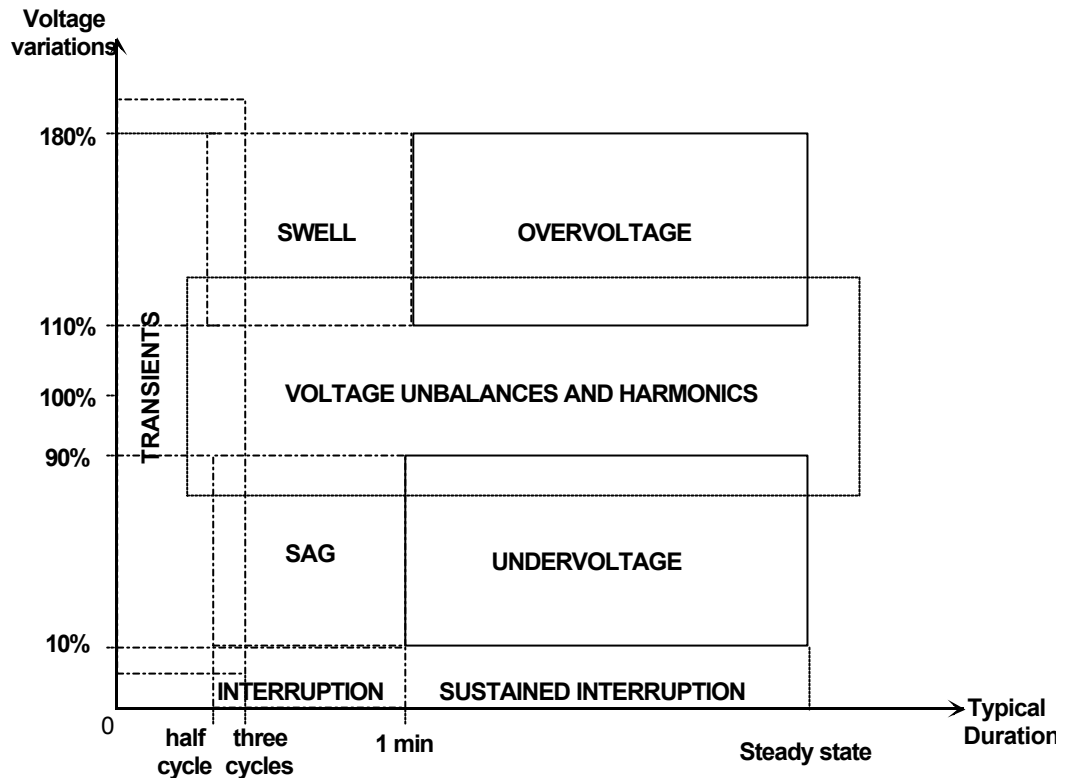 Voltage
variations
180%
SWELL
OVERVOLTAGE
110%
TRANSIENTS
100%
VOLTAGE UNBALANCES AND HARMONICS
90%
SAG
UNDERVOLTAGE
10%
INTERRUPTION
SUSTAINED INTERRUPTION
0
half
cycle
three
cycles
1 min
Steady state
Typical
Duration